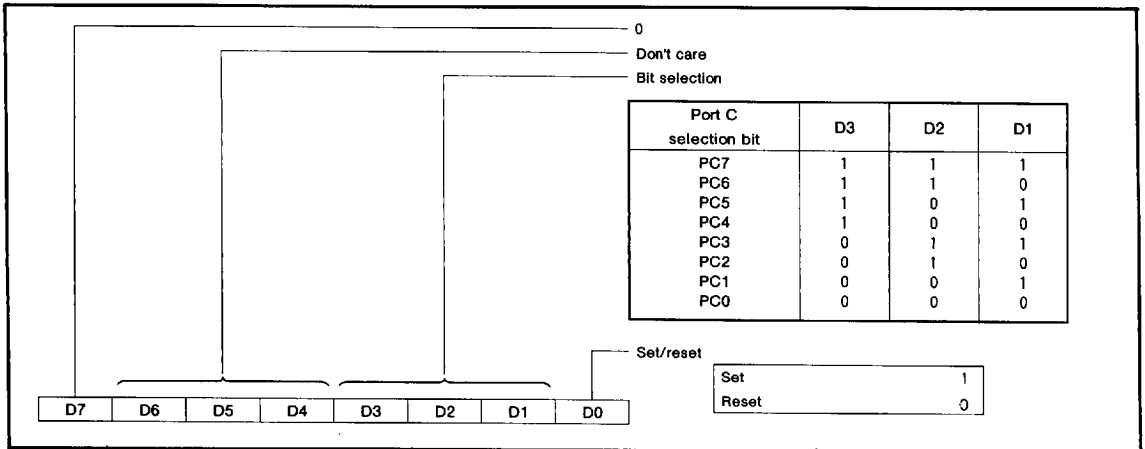 0
Don't care
Bit selection
Port C selection bit D3 D2 D1
PC7 1 1 1
PC6 1 1 0
PC5 1 0 1
PC4 1 0 0
PC3 0 1 1
PC2 0 1 0
PC1 0 0 1
PC0 0 0 0
Set/reset
Set 1
Reset 0
D7 D6 D5 D4 D3 D2 D1 D0